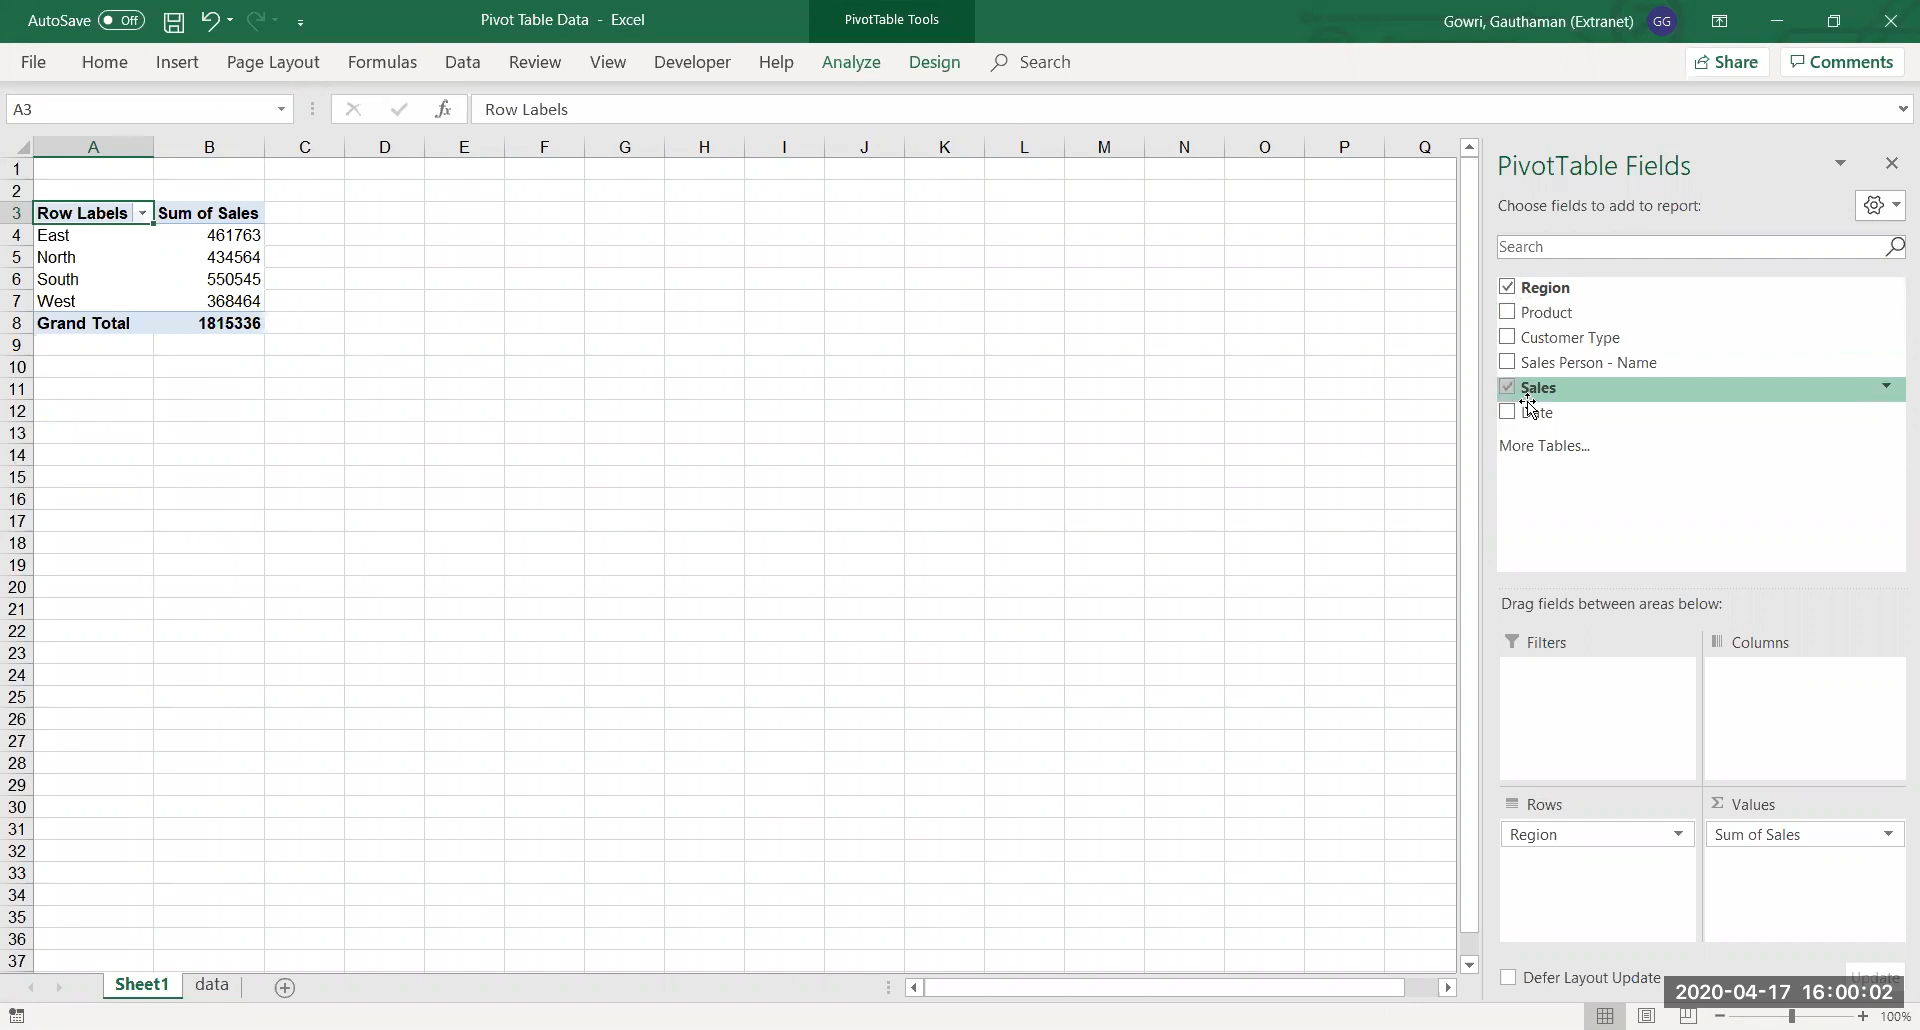 AutoSave Off Pivot Table Data - Excel PivotTable Tools Gowri, Gauthaman (Extranet) GG
File Home Insert Page Layout Formulas Data Review View Developer Help Analyze Design Search Share Comments
A3 fx Row Labels
A B C D E F G H I J K L M N O P Q
1
2
3 Row Labels Sum of Sales
4 East 461763
5 North 434564
6 South 550545
7 West 368464
8 Grand Total 1815336
9
10
11
12
13
14
15
16
17
18
19
20
21
22
23
24
25
26
27
28
29
30
31
32
33
34
35
36
37
PivotTable Fields
Choose fields to add to report:
Search
Region
Product
Customer Type
Sales Person - Name
Sales
Date
More Tables...
Drag fields between areas below:
Filters Columns
Rows Σ Values
Region Sum of Sales
Defer Layout Update Update
Sheet1 data
2020-04-17 16:00:02
100%